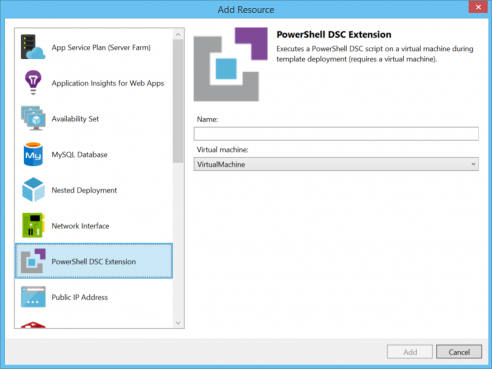 Add Resource
App Service Plan (Server Farm)
Application Insights for Web Apps
Availability Set
My
MySQL Database
Nested Deployment
Network Interface
PowerShell DSC Extension
Public IP Address
PowerShell DSC Extension
Executes a PowerShell DSC script on a virtual machine during
template deployment (requires a virtual machine).
Name:
Virtual machine:
VirtualMachine
Add
Cancel